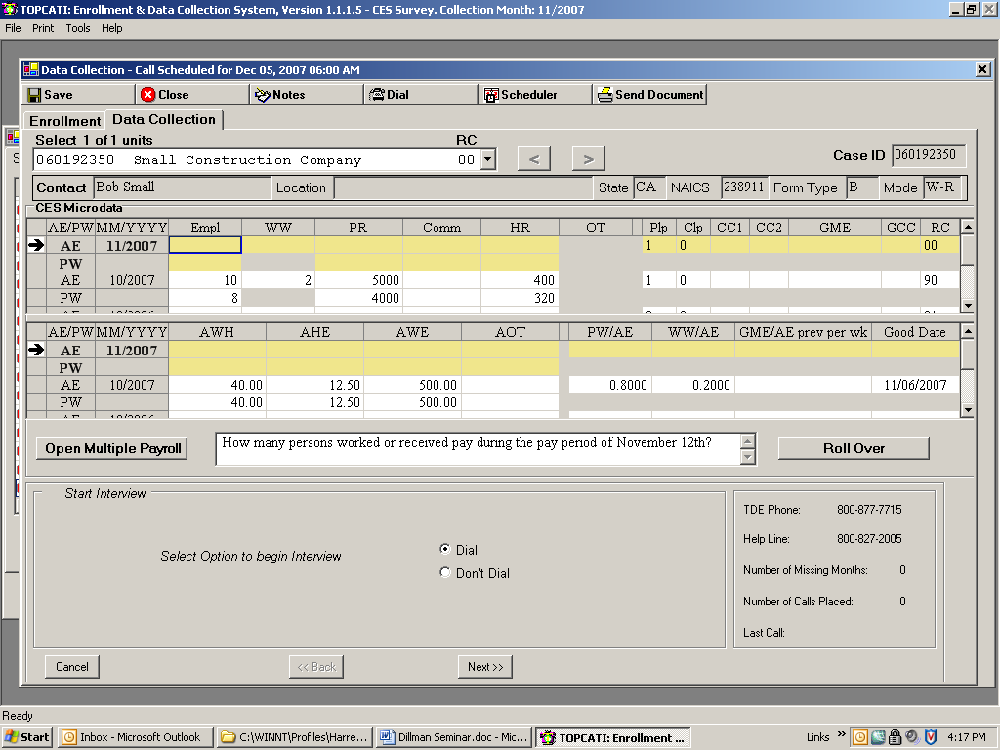 TOPCATI: Enrollment & Data Collection System, Version 1.1.1.5 - CES Survey. Collection Month: 11/2007
File Print Tools Help
Data Collection - Call Scheduled for Dec 05, 2007 06:00 AM
Save Close Notes Dial Scheduler Send Document
Enrollment Data Collection
Select 1 of 1 units RC
060192350 Small Construction Company 00 < > Case ID 060192350
Contact Bob Small Location State CA NAICS 238911 Form Type B Mode W-R
CES Microdata
AE/PW MM/YYYY Empl WW PR Comm HR OT Plp Clp CC1 CC2 GME GCC RC
AE 11/2007 1 0 00
PW
AE 10/2007 10 2 5000 400 1 0 90
PW 8 4000 320
AE/PW MM/YYYY AWH AHE AWE AOT PW/AE WW/AE GME/AE prev per wk Good Date
AE 11/2007
PW
AE 10/2007 40.00 12.50 500.00 0.8000 0.2000 11/06/2007
PW 40.00 12.50 500.00
Open Multiple Payroll How many persons worked or received pay during the pay period of November 12th? Roll Over
Start Interview
TDE Phone: 800-877-7715
Help Line: 800-827-2005
Select Option to begin Interview Dial
Don't Dial
Number of Missing Months: 0
Number of Calls Placed: 0
Last Call:
Cancel << Back Next >>
Ready
Start Inbox - Microsoft Outlook C:\WINNT\Profiles\Harre... Dillman Seminar.doc - Mic... TOPCATI: Enrollment ... Links » 4:17 PM